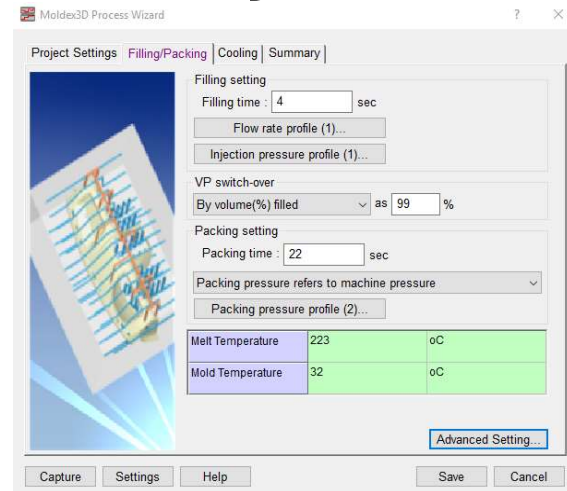 Moldex3D Process Wizard ? ×
Project Settings Filling/Packing Cooling Summary
Filling setting
Filling time : 4 sec
Flow rate profile (1)...
Injection pressure profile (1)...
VP switch-over
By volume(%) filled as 99 %
Packing setting
Packing time : 22 sec
Packing pressure refers to machine pressure
Packing pressure profile (2)...
Melt Temperature 223 oC
Mold Temperature 32 oC
Advanced Setting...
Capture Settings Help Save Cancel